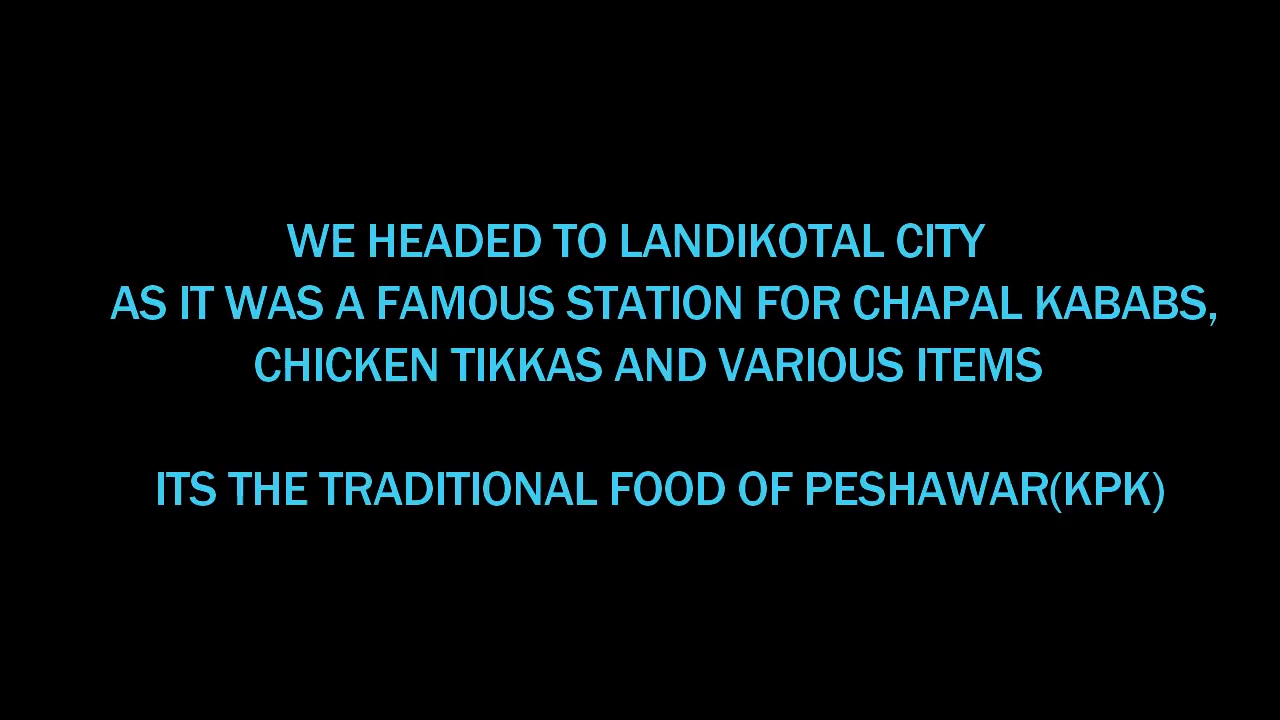 WE HEADED TO LANDIKOTAL CITY
AS IT WAS A FAMOUS STATION FOR CHAPAL KABABS,
CHICKEN TIKKAS AND VARIOUS ITEMS
ITS THE TRADITIONAL FOOD OF PESHAWAR(KPK)